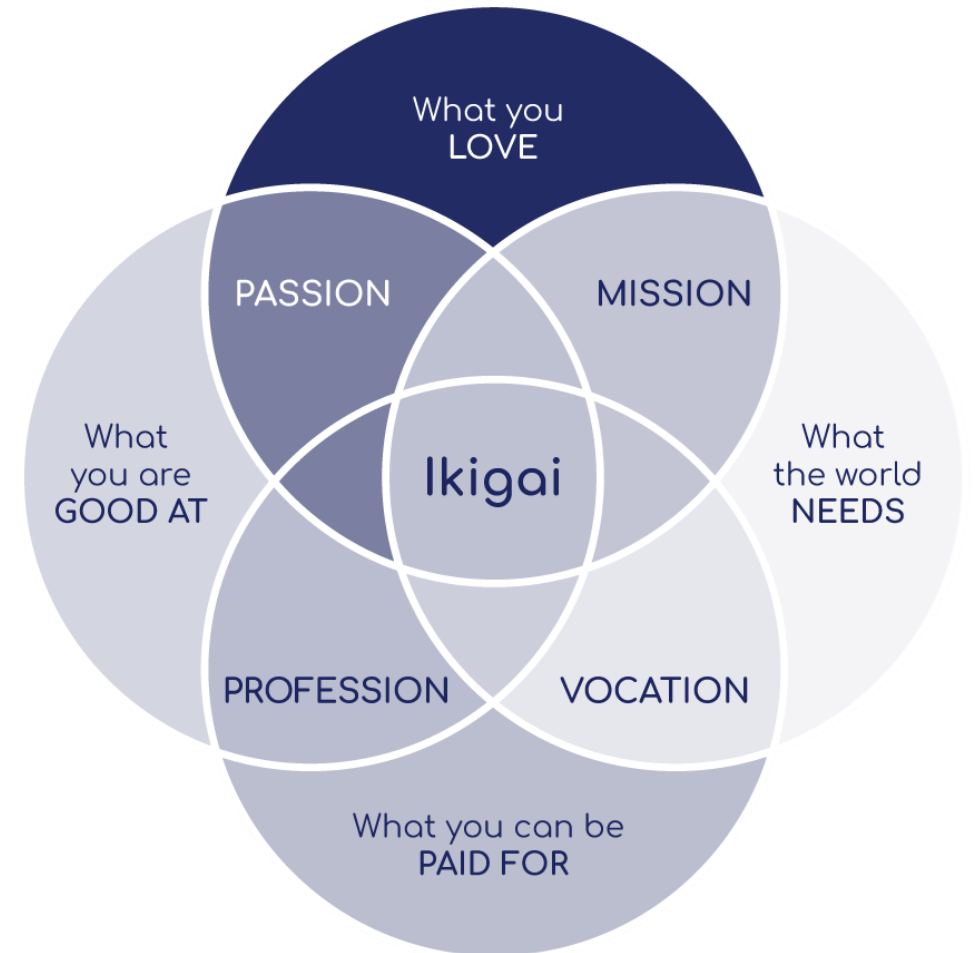 What you
LOVE
PASSION
MISSION
What
you are
GOOD AT
Ikigai
What
the world
NEEDS
PROFESSION
VOCATION
What you can be
PAID FOR